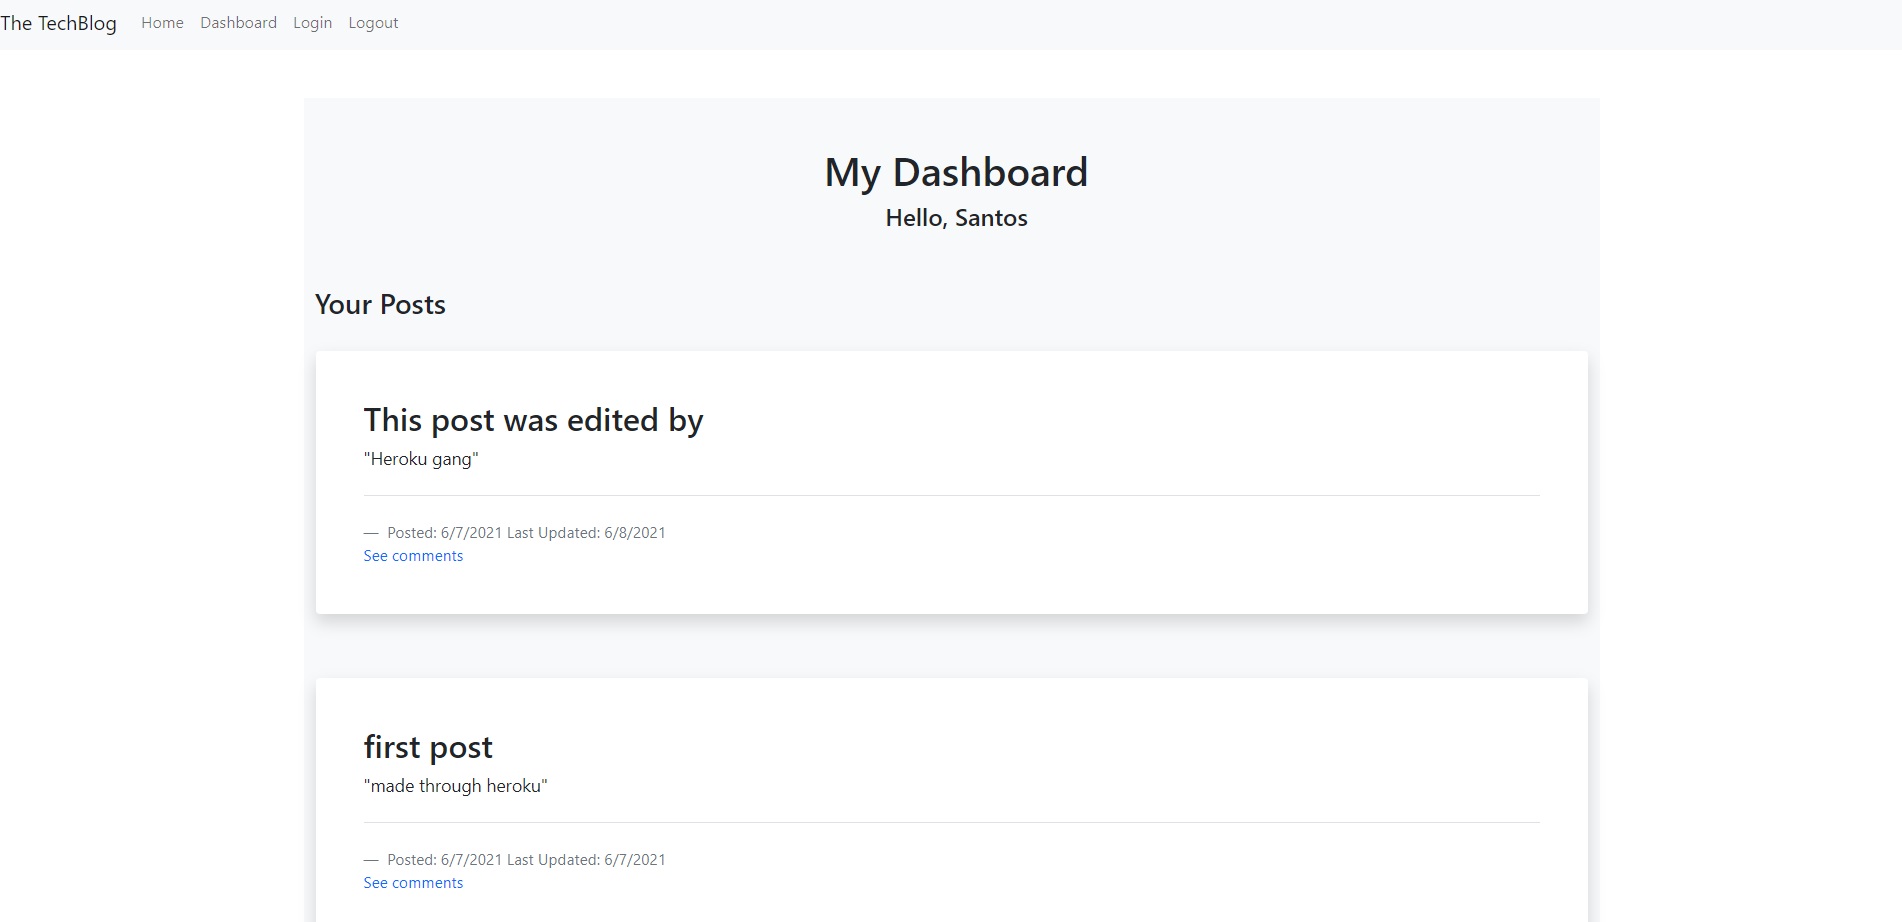 The TechBlog Home Dashboard Login Logout
My Dashboard
Hello, Santos
Your Posts
This post was edited by
"Heroku gang"
— Posted: 6/7/2021 Last Updated: 6/8/2021
See comments
first post
"made through heroku"
— Posted: 6/7/2021 Last Updated: 6/7/2021
See comments